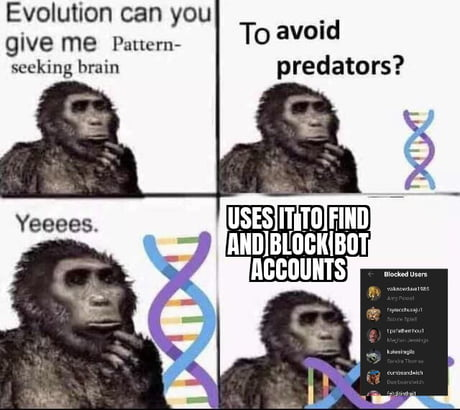 Evolution can you
give me Pattern-
seeking brain
To avoid
predators?
Yeeees.
USES IT TO FIND
AND BLOCK BOT
ACCOUNTS
Blocked Users